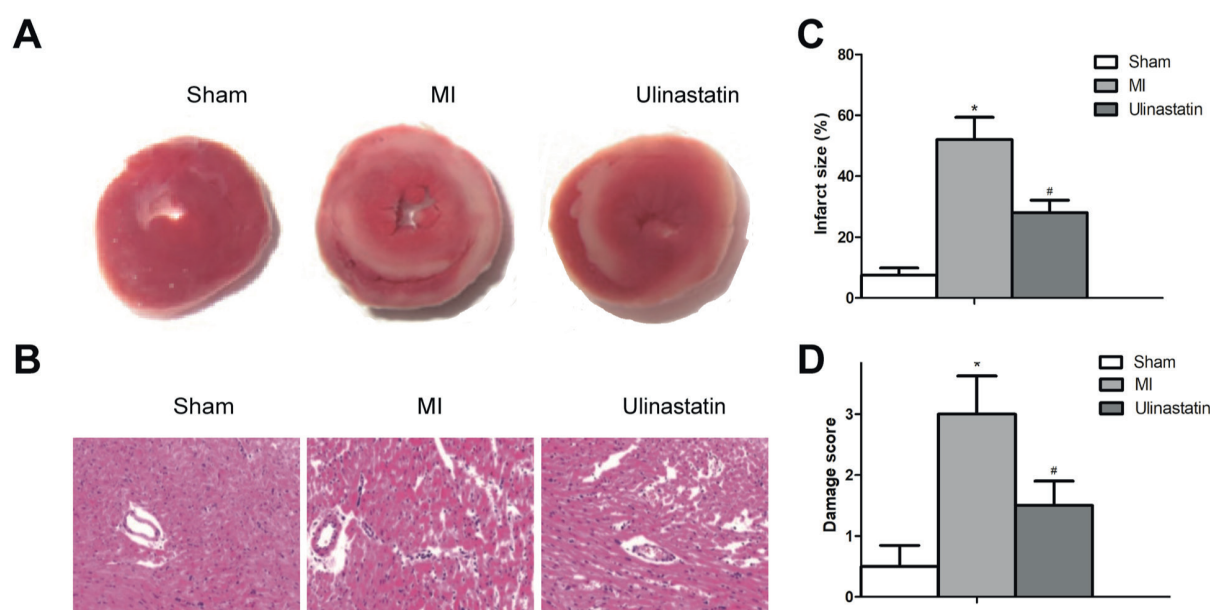 A
Sham
MI
Ulinastatin
B
Sham
MI
Ulinastatin
C
80
60
40
20
0
Infarct size (%)
*
#
Sham
MI
Ulinastatin
D
3
2
1
0
Damage score
*
#
Sham
MI
Ulinastatin